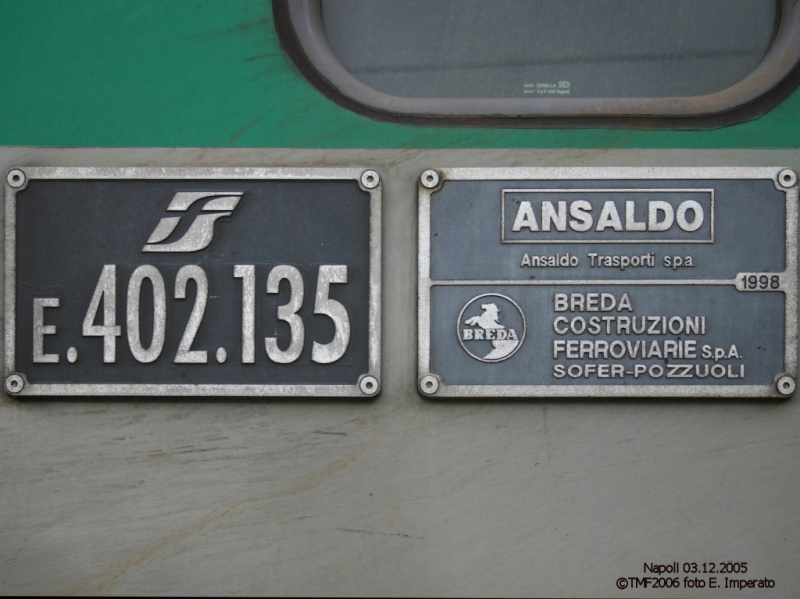 E.402.135
ANSALDO
Ansaldo Trasporti s.p.a.
1998
BREDA
BREDA
COSTRUZIONI
FERROVIARIE S.p.A.
SOFER-POZZUOLI
Napoli 03.12.2005
©TMF2006 foto E. Imperato